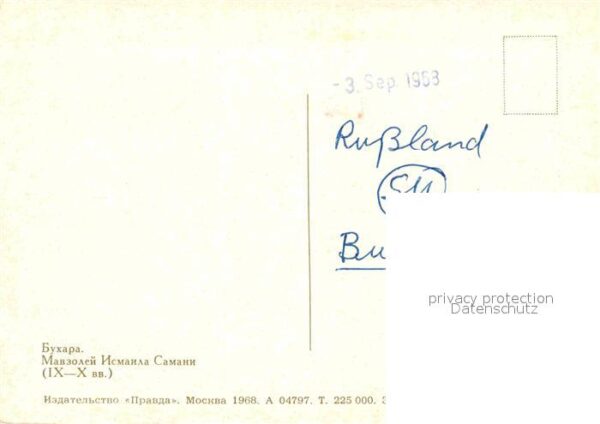 - 3. Sep. 1968
Rußland
Bu
privacy protection
Datenschutz
Бухара.
Мавзолей Исмаила Самани
(IX—X вв.)
Издательство «Правда». Москва 1968. А 04797. Т. 225 000. З